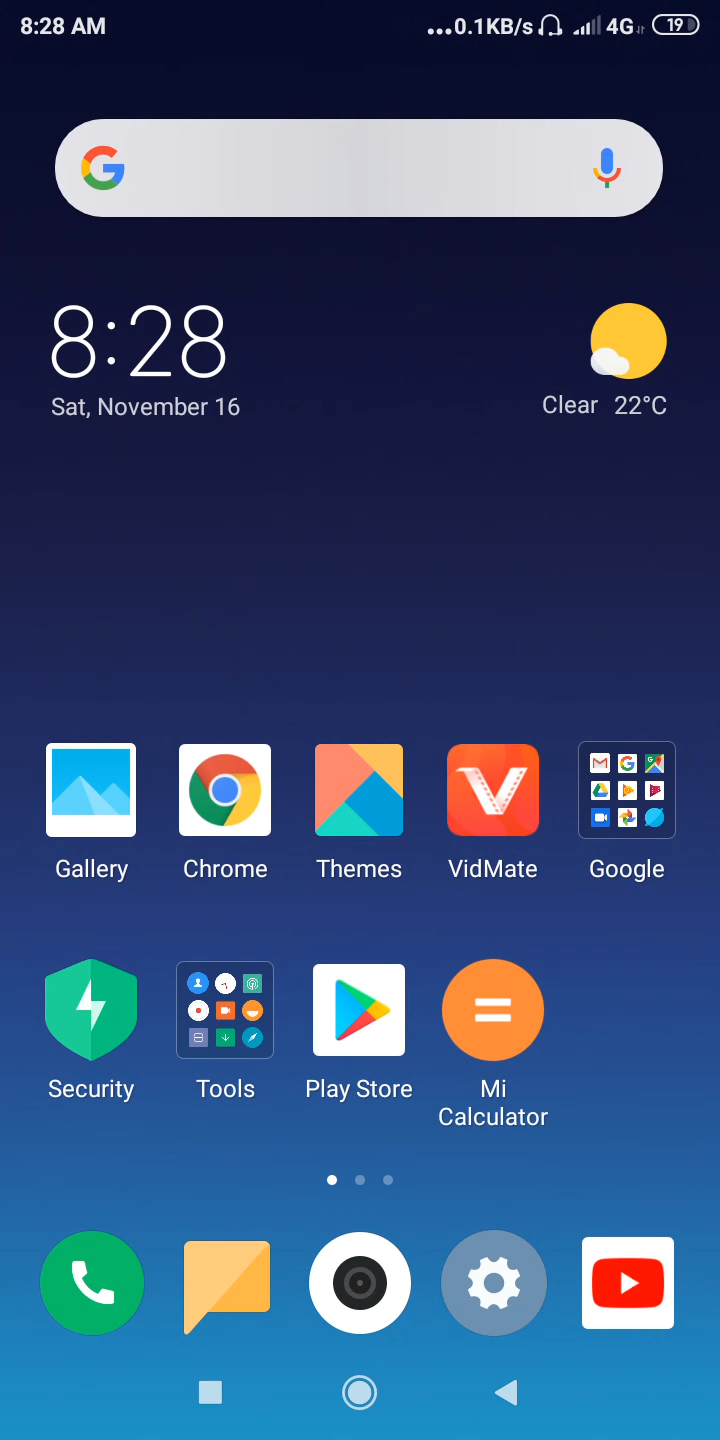 8:28 AM
...0.1KB/s 4G 19
8:28
Sat, November 16
Clear 22°C
Gallery Chrome Themes VidMate Google
Security Tools Play Store Mi
Calculator